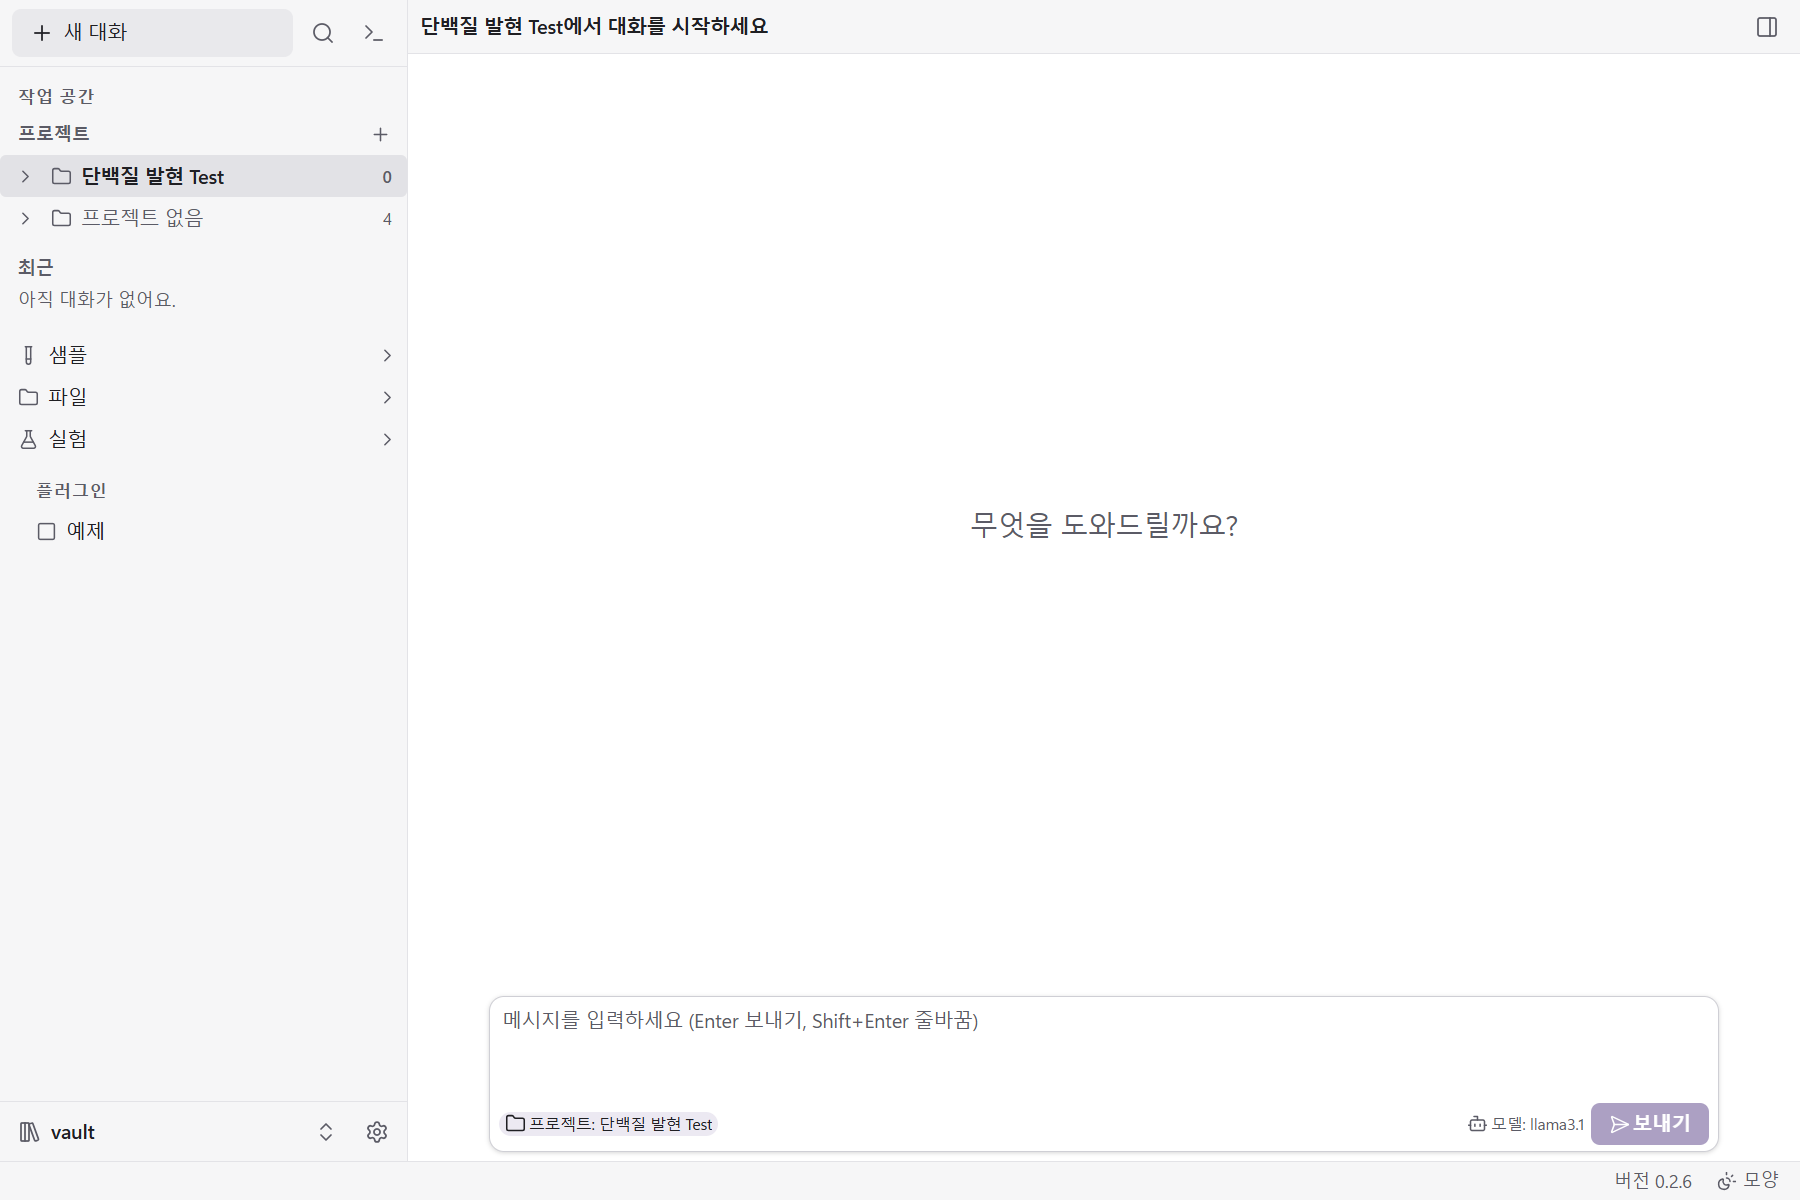 새 대화
단백질 발현 Test에서 대화를 시작하세요
작업 공간
프로젝트
단백질 발현 Test 0
프로젝트 없음 4
최근
아직 대화가 없어요.
샘플
파일
실험
플러그인
예제
무엇을 도와드릴까요?
메시지를 입력하세요 (Enter 보내기, Shift+Enter 줄바꿈)
프로젝트: 단백질 발현 Test
모델: llama3.1
보내기
vault
버전 0.2.6
모양